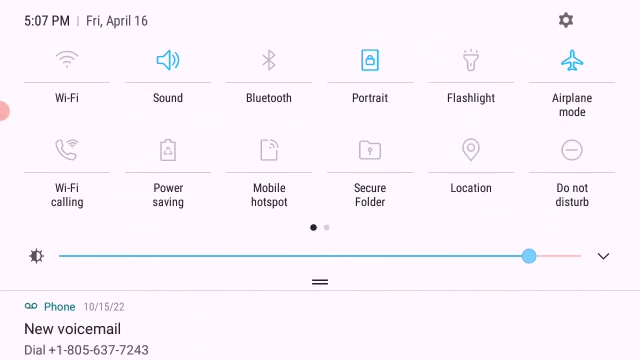 5:07 PM | Fri, April 16
Wi-Fi
Sound
Bluetooth
Portrait
Flashlight
Airplane
mode
Wi-Fi
calling
Power
saving
Mobile
hotspot
Secure
Folder
Location
Do not
disturb
Phone 10/15/22
New voicemail
Dial +1-805-637-7243